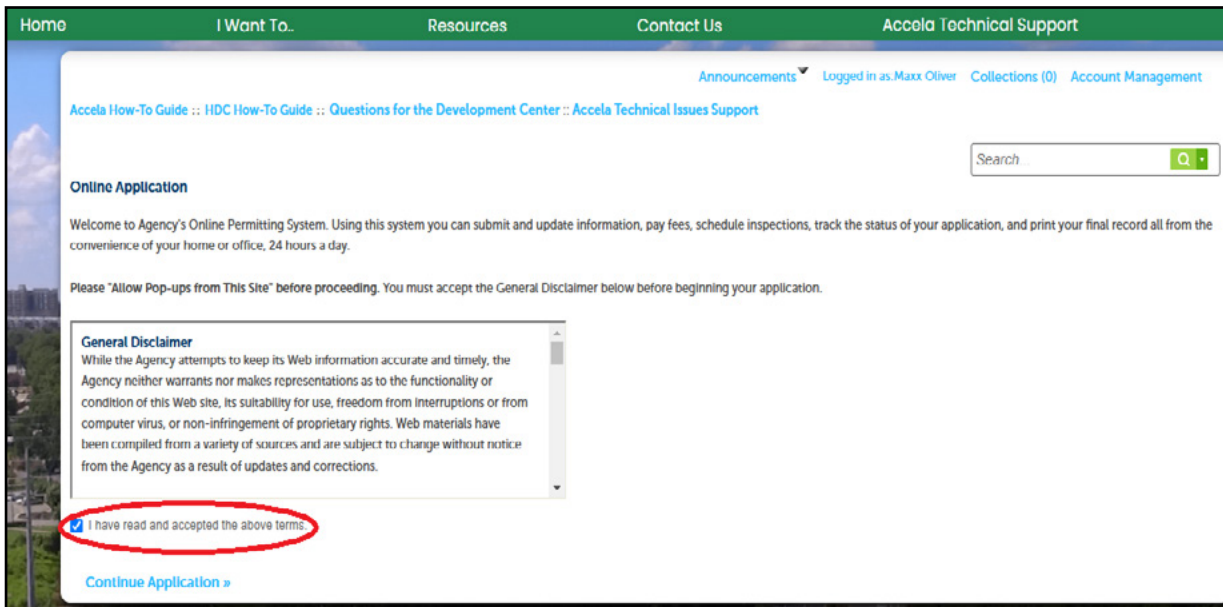 Home I Want To.. Resources Contact Us Accela Technical Support
Announcements Logged in as:Maxx Oliver Collections (0) Account Management
Accela How-To Guide :: HDC How-To Guide :: Questions for the Development Center :: Accela Technical Issues Support
Search...
Online Application
Welcome to Agency's Online Permitting System. Using this system you can submit and update information, pay fees, schedule inspections, track the status of your application, and print your final record all from the
convenience of your home or office, 24 hours a day.
Please "Allow Pop-ups from This Site" before proceeding. You must accept the General Disclaimer below before beginning your application.
General Disclaimer
While the Agency attempts to keep its Web information accurate and timely, the
Agency neither warrants nor makes representations as to the functionality or
condition of this Web site, its suitability for use, freedom from interruptions or from
computer virus, or non-infringement of proprietary rights. Web materials have
been compiled from a variety of sources and are subject to change without notice
from the Agency as a result of updates and corrections.
I have read and accepted the above terms.
Continue Application »